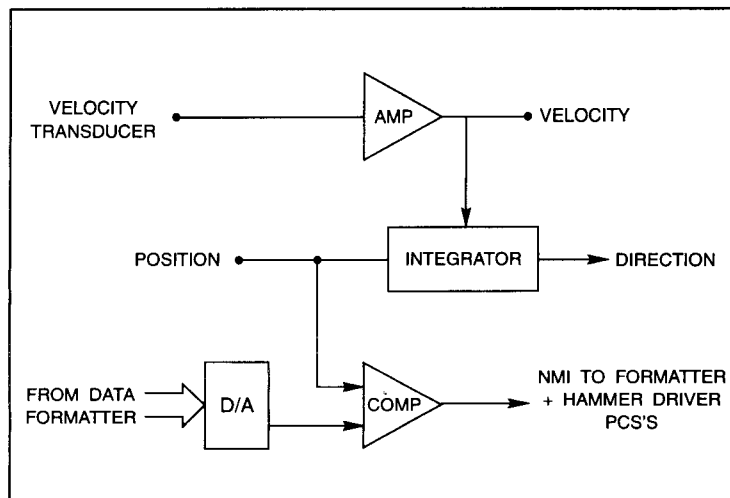 VELOCITY
TRANSDUCER
AMP
VELOCITY
POSITION
INTEGRATOR
DIRECTION
FROM DATA
FORMATTER
D/A
COMP
NMI TO FORMATTER
+ HAMMER DRIVER
PCS'S